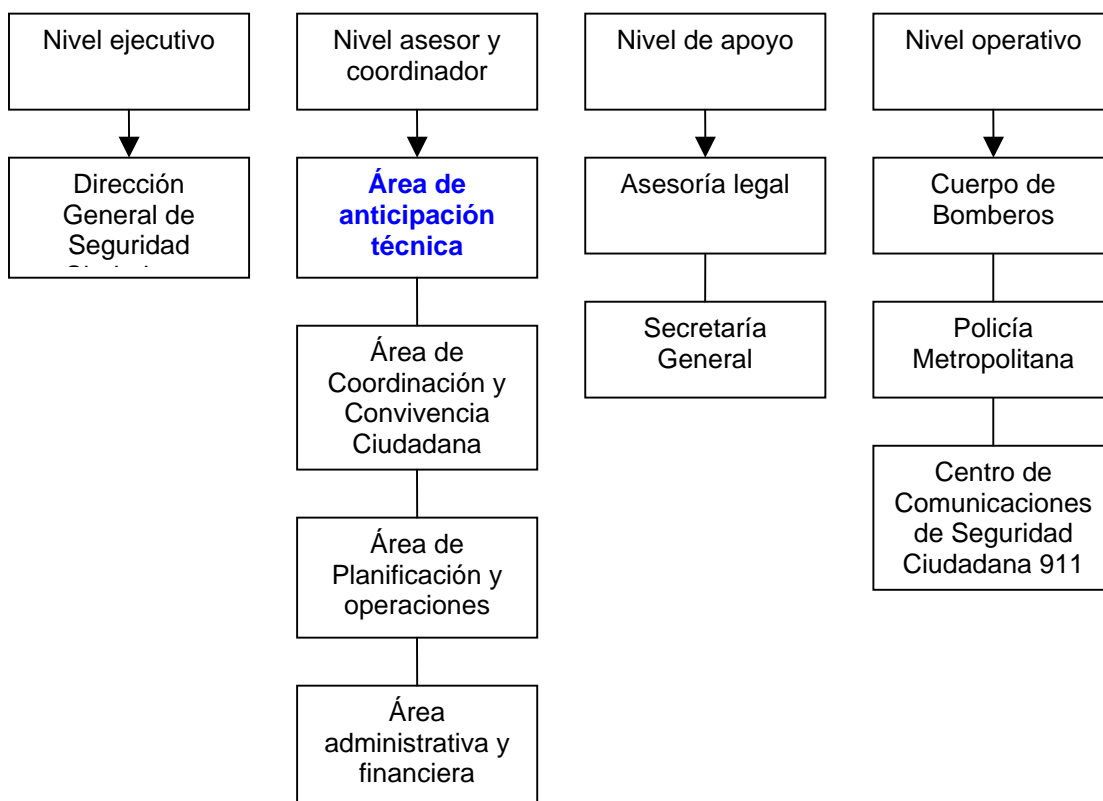 Nivel ejecutivo
Nivel asesor y
coordinador
Nivel de apoyo
Nivel operativo
Dirección
General de
Seguridad
Área de
anticipación
técnica
Asesoría legal
Cuerpo de
Bomberos
Área de
Coordinación y
Convivencia
Ciudadana
Secretaría
General
Policía
Metropolitana
Centro de
Comunicaciones
de Seguridad
Ciudadana 911
Área de
Planificación y
operaciones
Área
administrativa y
financiera